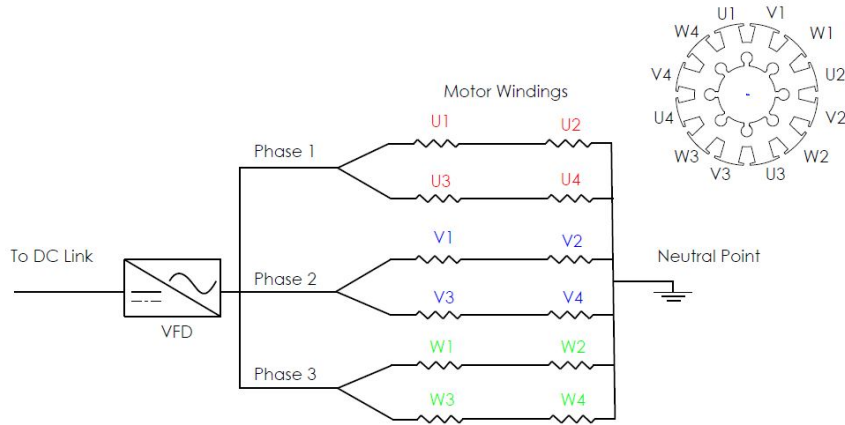 U1 V1
W4 W1
V4 U2
U4 V2
W3 W2
V3 U3
Motor Windings
U1 U2
Phase 1
U3 U4
V1 V2
To DC Link
Neutral Point
Phase 2
V3 V4
VFD
W1 W2
Phase 3
W3 W4